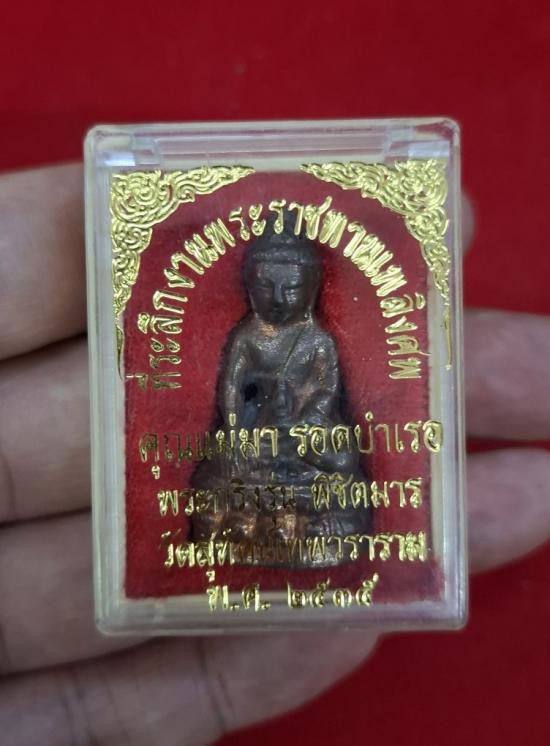 ที่ระลึกงานพระราชทานเพลิงศพ
คุณแม่มา รอดบำเรอ
พระกริ่งรุ่น พิชิตมาร
วัดสุทัศน์เทพวราราม
พ.ศ. ๒๕๓๕